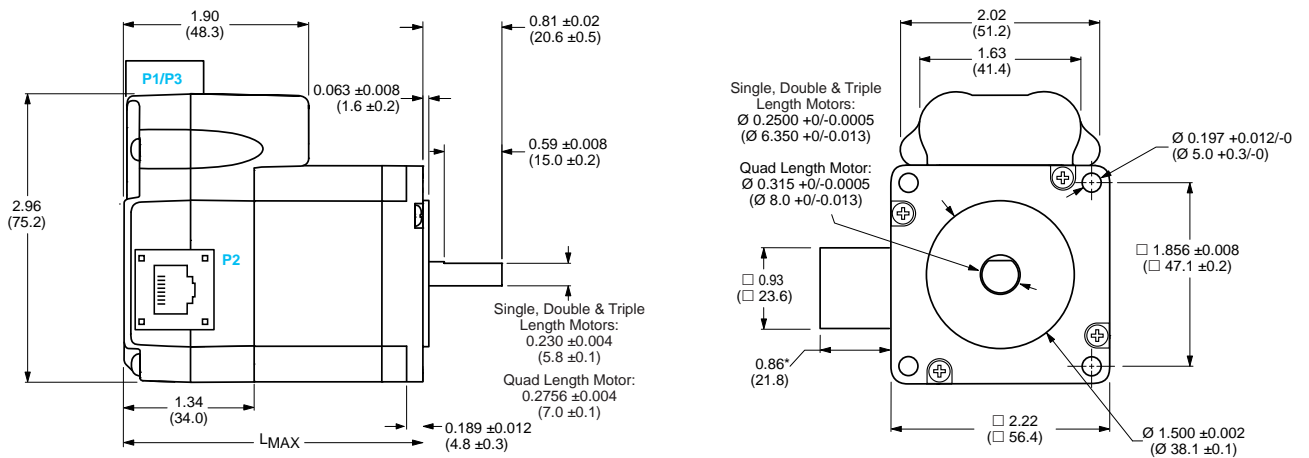 1.90
(48.3)
0.81 ±0.02
(20.6 ±0.5)
P1/P3
0.063 ±0.008
(1.6 ±0.2)
0.59 ±0.008
(15.0 ±0.2)
2.96
(75.2)
P2
Single, Double & Triple
Length Motors:
0.230 ±0.004
(5.8 ±0.1)
Quad Length Motor:
0.2756 ±0.004
(7.0 ±0.1)
1.34
(34.0)
0.189 ±0.012
(4.8 ±0.3)
LMAX
2.02
(51.2)
1.63
(41.4)
Single, Double & Triple
Length Motors:
Ø 0.2500 +0/-0.0005
(Ø 6.350 +0/-0.013)
Quad Length Motor:
Ø 0.315 +0/-0.0005
(Ø 8.0 +0/-0.013)
Ø 0.197 +0.012/-0
(Ø 5.0 +0.3/-0)
□ 1.856 ±0.008
(□ 47.1 ±0.2)
□ 0.93
(□ 23.6)
0.86*
(21.8)
□ 2.22
(□ 56.4)
Ø 1.500 ±0.002
(Ø 38.1 ±0.1)